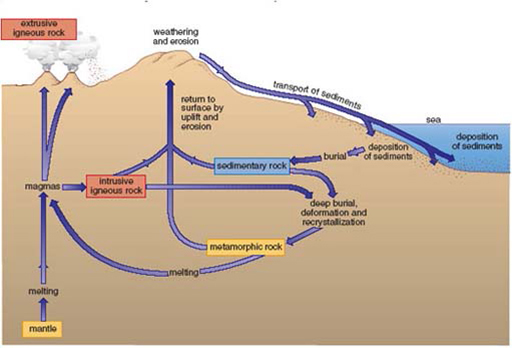 extrusive
igneous rock
weathering
and erosion
transport of sediments
sea
return to
surface by
uplift and
erosion
deposition
of sediments
deposition
of sediments
burial
sedimentary rock
magmas
intrusive
igneous rock
deep burial,
deformation and
recrystallization
metamorphic rock
melting
melting
mantle